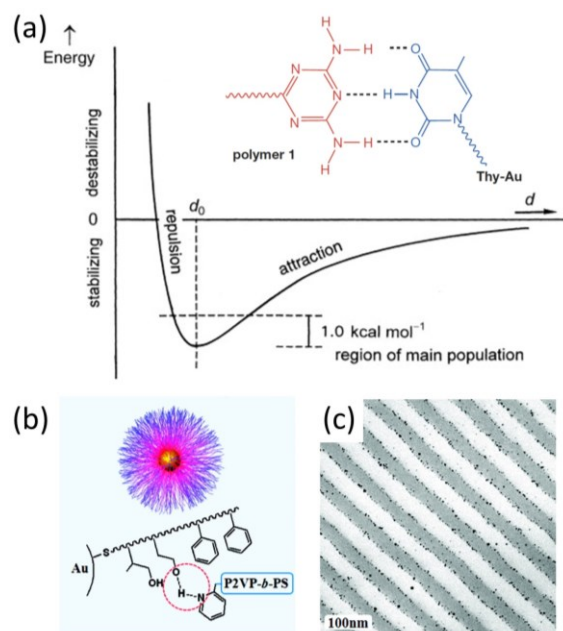 (a)
Energy
destabilizing
0
stabilizing
repulsion
d0
attraction
d
1.0 kcal mol⁻¹
region of main population
N
H
H
N
N
N
N
H
H
polymer 1
O
H
N
O
N
Thy-Au
(b)
Au
S
OH
O
H
N
P2VP-b-PS
(c)
100nm